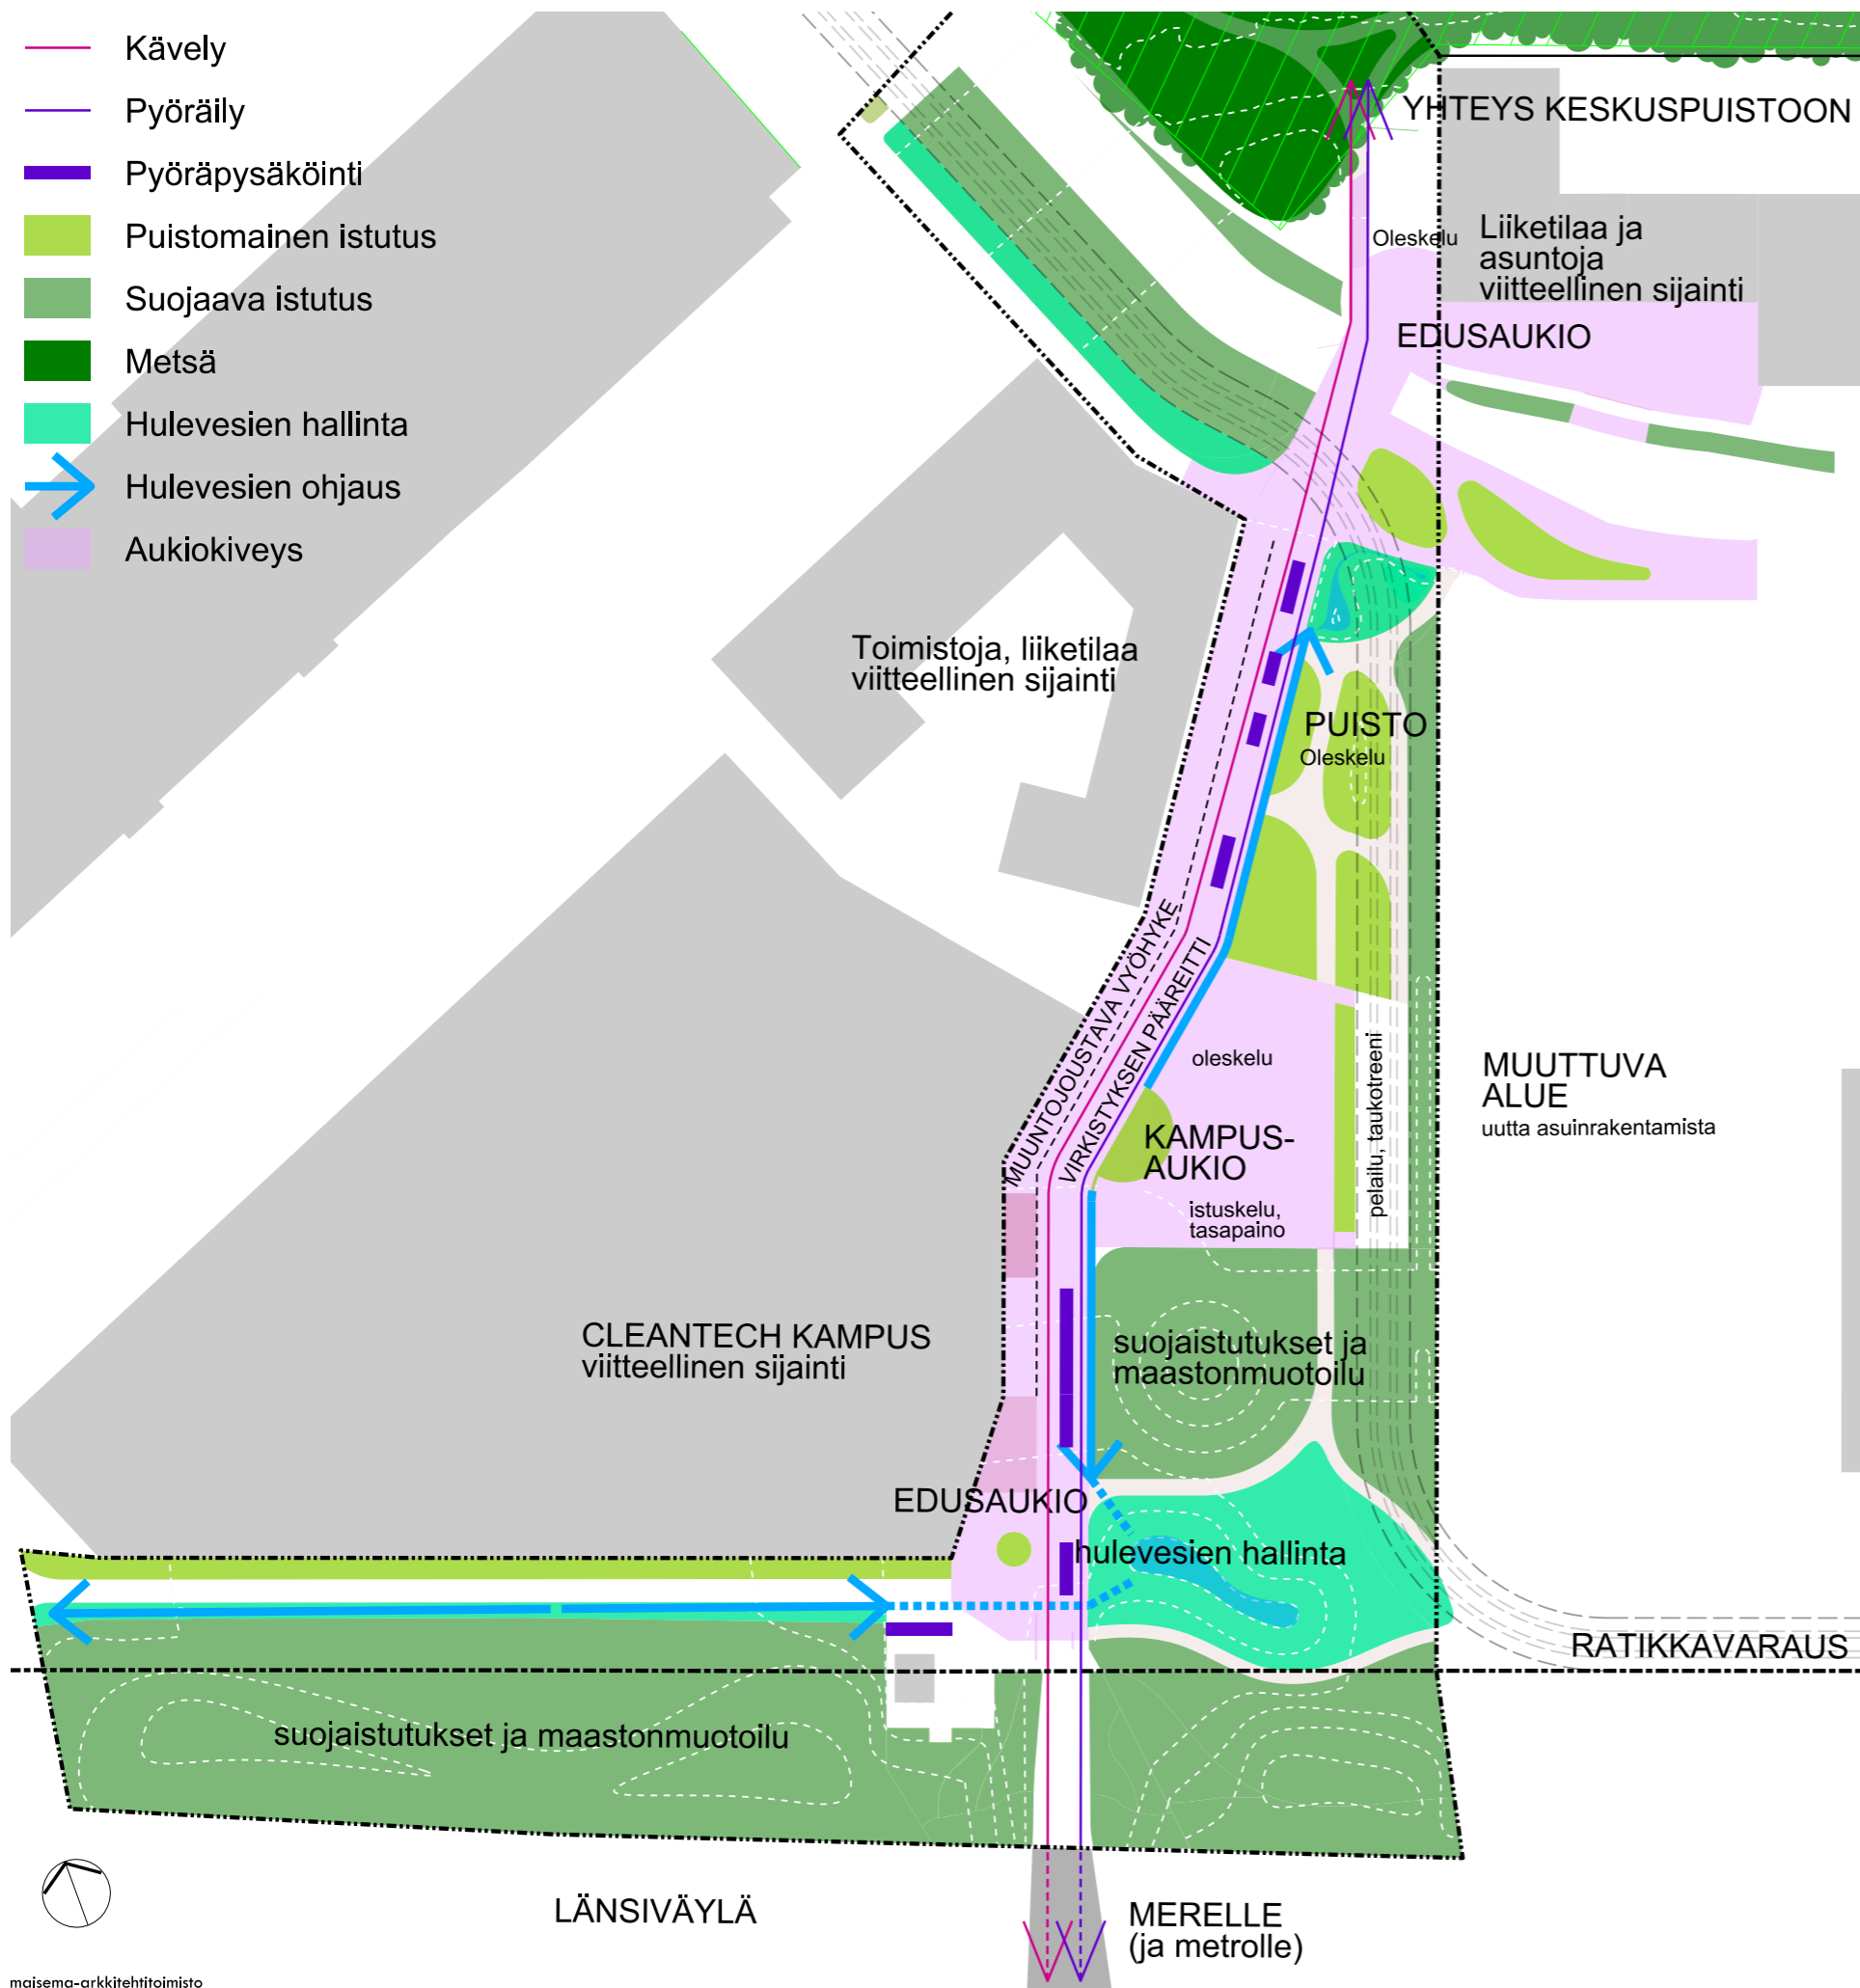 Kävely
Pyöräily
Pyöräpysäköinti
Puistomainen istutus
Suojaava istutus
Metsä
Hulevesien hallinta
Hulevesien ohjaus
Aukiokiveys
YHTEYS KESKUSPUISTOON
Oleskelu
Liiketilaa ja
asuntoja
viitteellinen sijainti
EDUSAUKIO
Toimistoja, liiketilaa
viitteellinen sijainti
PUISTO
Oleskelu
MUUNTOJOUSTAVA VYÖHYKE
VIRKISTYKSEN PÄÄREITTI
oleskelu
pelailu, taukotreeni
MUUTTUVA
ALUE
uutta asuinrakentamista
KAMPUS-
AUKIO
istuskelu,
tasapaino
CLEANTECH KAMPUS
viitteellinen sijainti
suojaistutukset ja
maastonmuotoilu
EDUSAUKIO
hulevesien hallinta
RATIKKAVARAUS
suojaistutukset ja maastonmuotoilu
LÄNSIVÄYLÄ
MERELLE
(ja metrolle)
maisema-arkkitehtitoimisto